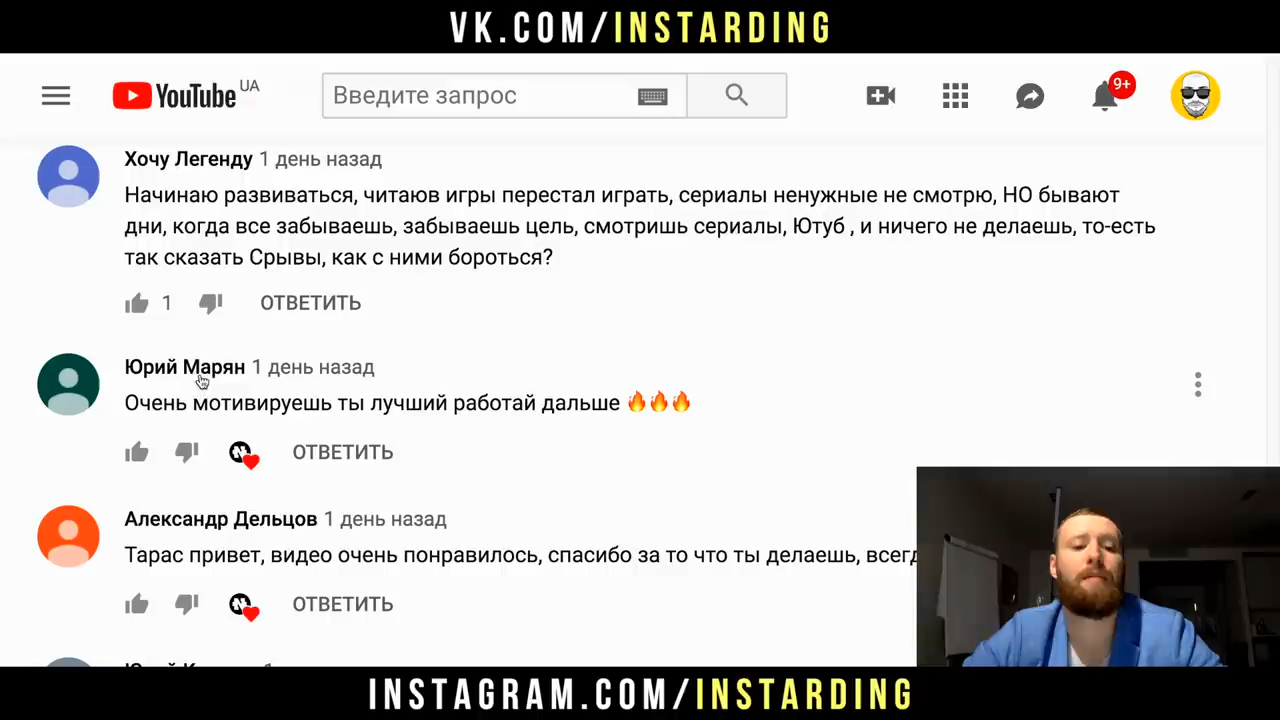 VK.COM/INSTARDING
YouTube UA
Введите запрос
9+
Хочу Легенду 1 день назад
Начинаю развиваться, читаюв игры перестал играть, сериалы ненужные не смотрю, НО бывают
дни, когда все забываешь, забываешь цель, смотришь сериалы, Ютуб , и ничего не делаешь, то-есть
так сказать Срывы, как с ними бороться?
1 ОТВЕТИТЬ
Юрий Марян 1 день назад
Очень мотивируешь ты лучший работай дальше 🔥🔥🔥
ОТВЕТИТЬ
Александр Дельцов 1 день назад
Тарас привет, видео очень понравилось, спасибо за то что ты делаешь, всегд
ОТВЕТИТЬ
INSTAGRAM.COM/INSTARDING